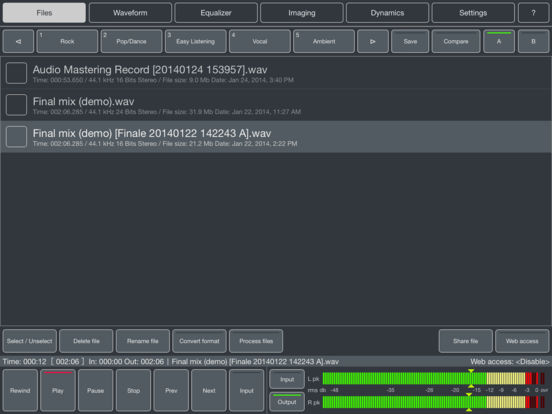 Files Waveform Equalizer Imaging Dynamics Settings ?
1 Rock 2 Pop/Dance 3 Easy Listening 4 Vocal 5 Ambient Save Compare A B
Audio Mastering Record [20140124 153957].wav
Time: 000:53.650 / 44.1 kHz 16 Bits Stereo / File size: 9.0 Mb Date: Jan 24, 2014, 3:40 PM
Final mix (demo).wav
Time: 002:06.285 / 44.1 kHz 24 Bits Stereo / File size: 31.9 Mb Date: Jan 22, 2014, 11:27 AM
Final mix (demo) [Finale 20140122 142243 A].wav
Time: 002:06.285 / 44.1 kHz 16 Bits Stereo / File size: 21.2 Mb Date: Jan 22, 2014, 2:22 PM
Select / Unselect Delete file Rename file Convert format Process files Share file Web access
Time: 000:12 [ 002:06 ] In: 000:00 Out: 002:06 | Final mix (demo) [Finale 20140122 142243 A].wav Web access: <Disable>
Rewind Play Pause Stop Prev Next Input
Input L pk
rms db -48 -35 -28 -20 -15 -12 -9 -6 -3 0 ovr
Output R pk